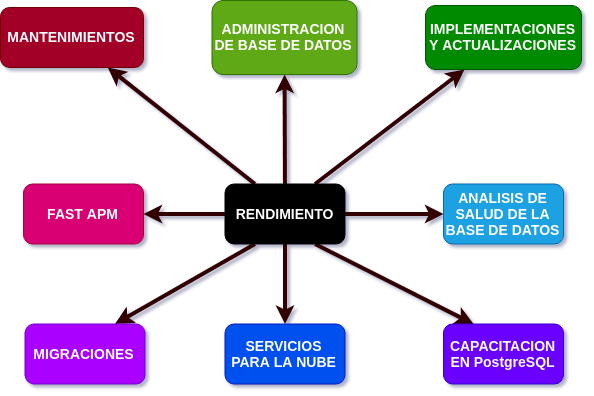 MANTENIMIENTOS
ADMINISTRACION
DE BASE DE DATOS
IMPLEMENTACIONES
Y ACTUALIZACIONES
FAST APM
RENDIMIENTO
ANALISIS DE
SALUD DE LA
BASE DE DATOS
MIGRACIONES
SERVICIOS
PARA LA NUBE
CAPACITACION
EN PostgreSQL